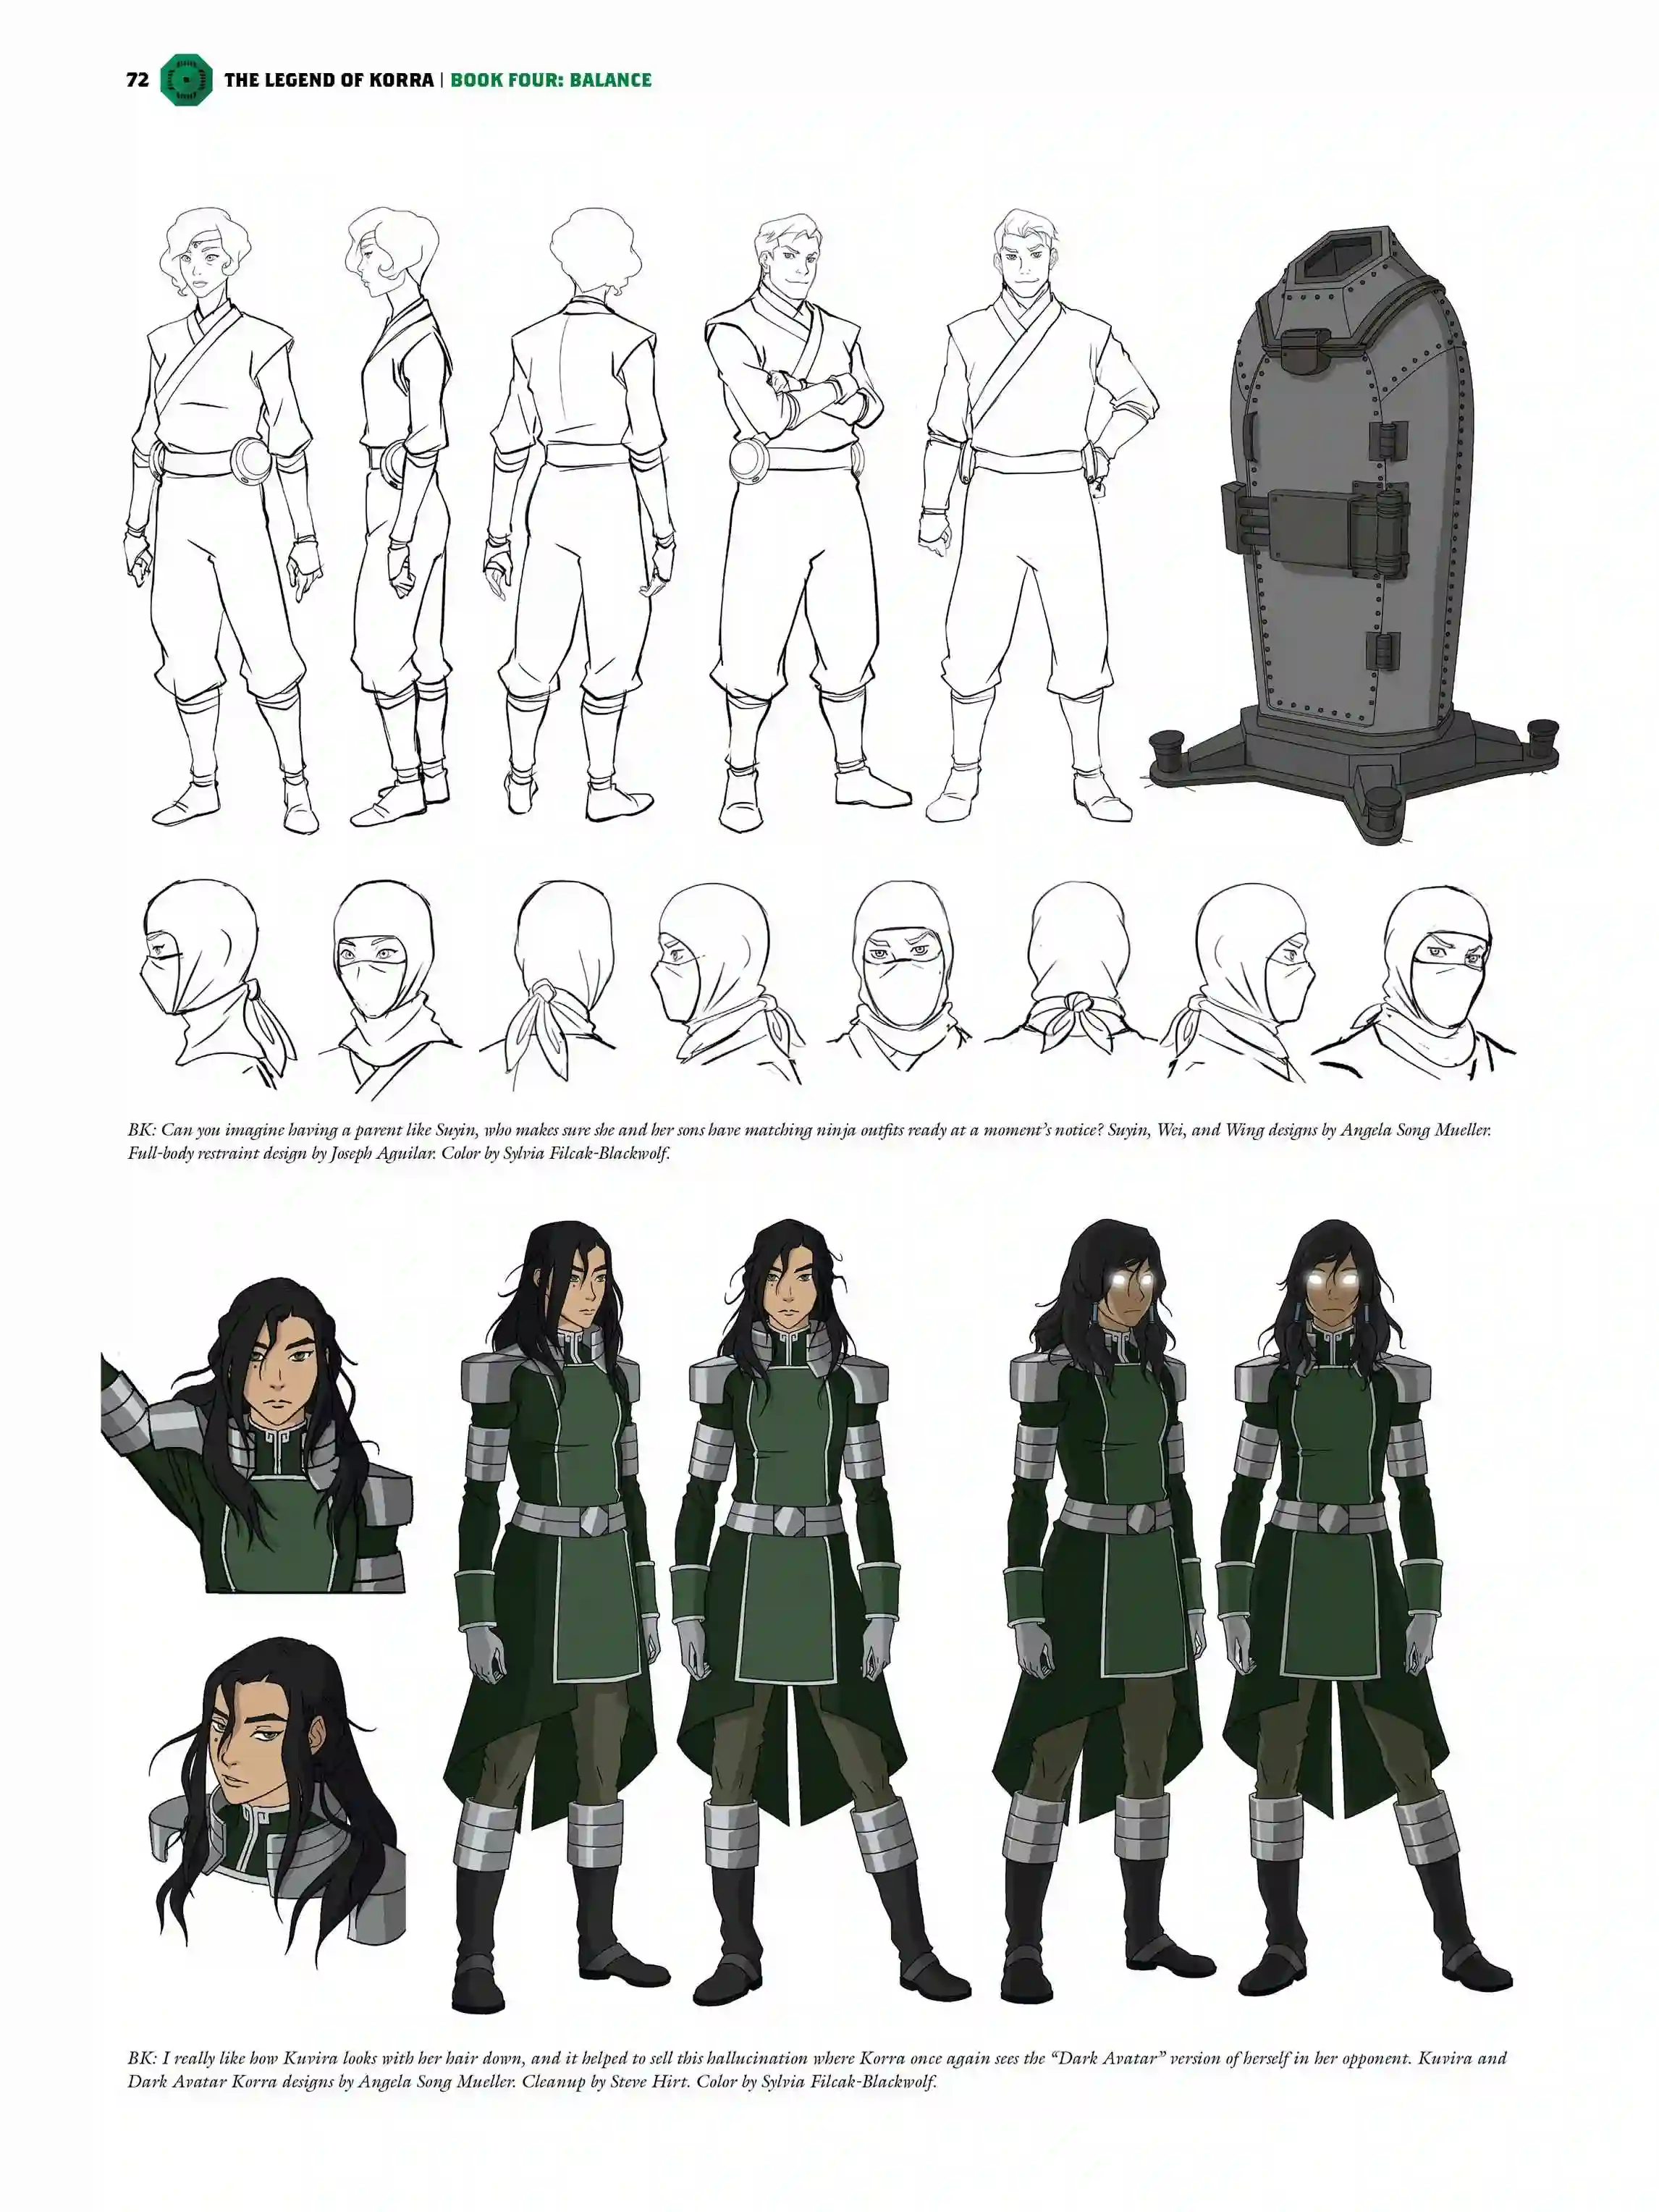 72 THE LEGEND OF KORRA | BOOK FOUR: BALANCE
BK: Can you imagine having a parent like Suyin, who makes sure she and her sons have matching ninja outfits ready at a moment's notice? Suyin, Wei, and Wing designs by Angela Song Mueller.
Full-body restraint design by Joseph Aguilar. Color by Sylvia Filcak-Blackwolf.
BK: I really like how Kuvira looks with her hair down, and it helped to sell this hallucination where Korra once again sees the “Dark Avatar” version of herself in her opponent. Kuvira and
Dark Avatar Korra designs by Angela Song Mueller. Cleanup by Steve Hirt. Color by Sylvia Filcak-Blackwolf.